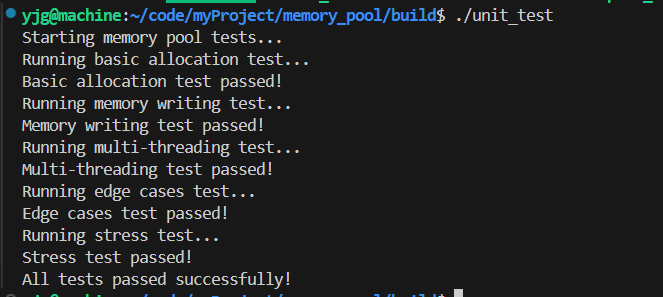 yjg@machine:~/code/myProject/memory_pool/build$ ./unit_test
Starting memory pool tests...
Running basic allocation test...
Basic allocation test passed!
Running memory writing test...
Memory writing test passed!
Running multi-threading test...
Multi-threading test passed!
Running edge cases test...
Edge cases test passed!
Running stress test...
Stress test passed!
All tests passed successfully!